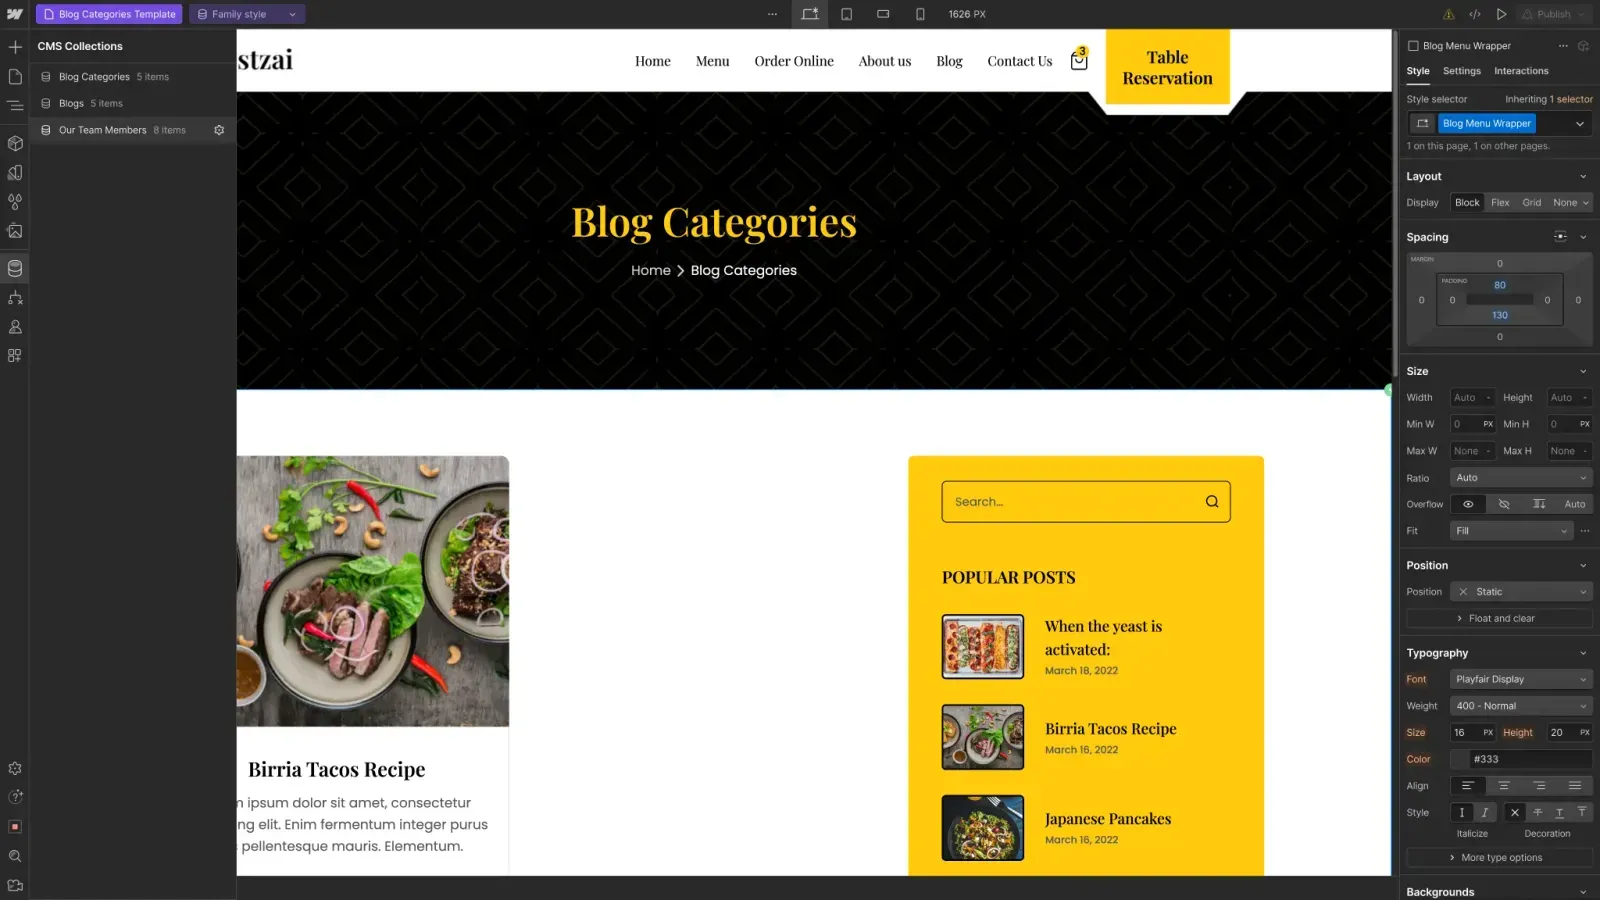 Blog Categories Template
Family style
1626 PX
Publish
CMS Collections
Blog Categories 5 items
Blogs 5 items
Our Team Members 8 items
stzai
Home
Menu
Order Online
About us
Blog
Contact Us
3
Table
Reservation
Blog Categories
Home
Blog Categories
Birria Tacos Recipe
ipsum dolor sit amet, consectetur
ng elit. Enim fermentum integer purus
pellentesque mauris. Elementum.
Search...
POPULAR POSTS
When the yeast is
activated:
March 18, 2022
Birria Tacos Recipe
March 16, 2022
Japanese Pancakes
March 16, 2022
Blog Menu Wrapper
Style
Settings
Interactions
Style selector
Inheriting 1 selector
Blog Menu Wrapper
1 on this page, 1 on other pages.
Layout
Display
Block
Flex
Grid
None
Spacing
MARGIN
0
PADDING
80
0
0
0
0
130
0
Size
Width
Auto
-
Height
Auto
-
Min W
0
PX
Min H
0
PX
Max W
None
-
Max H
None
-
Ratio
Auto
Overflow
Auto
Fit
Fill
Position
Position
Static
Float and clear
Typography
Font
Playfair Display
Weight
400 - Normal
Size
16
PX
Height
20
PX
Color
#333
Align
Style
Italicize
Decoration
More type options
Backgrounds